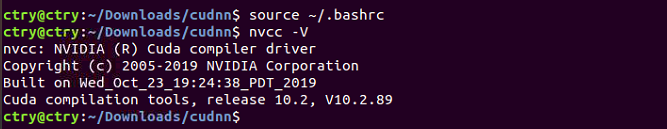 ctry@ctry:~/Downloads/cudnn$ source ~/.bashrc
ctry@ctry:~/Downloads/cudnn$ nvcc -V
nvcc: NVIDIA (R) Cuda compiler driver
Copyright (c) 2005-2019 NVIDIA Corporation
Built on Wed_Oct_23_19:24:38_PDT_2019
Cuda compilation tools, release 10.2, V10.2.89
ctry@ctry:~/Downloads/cudnn$